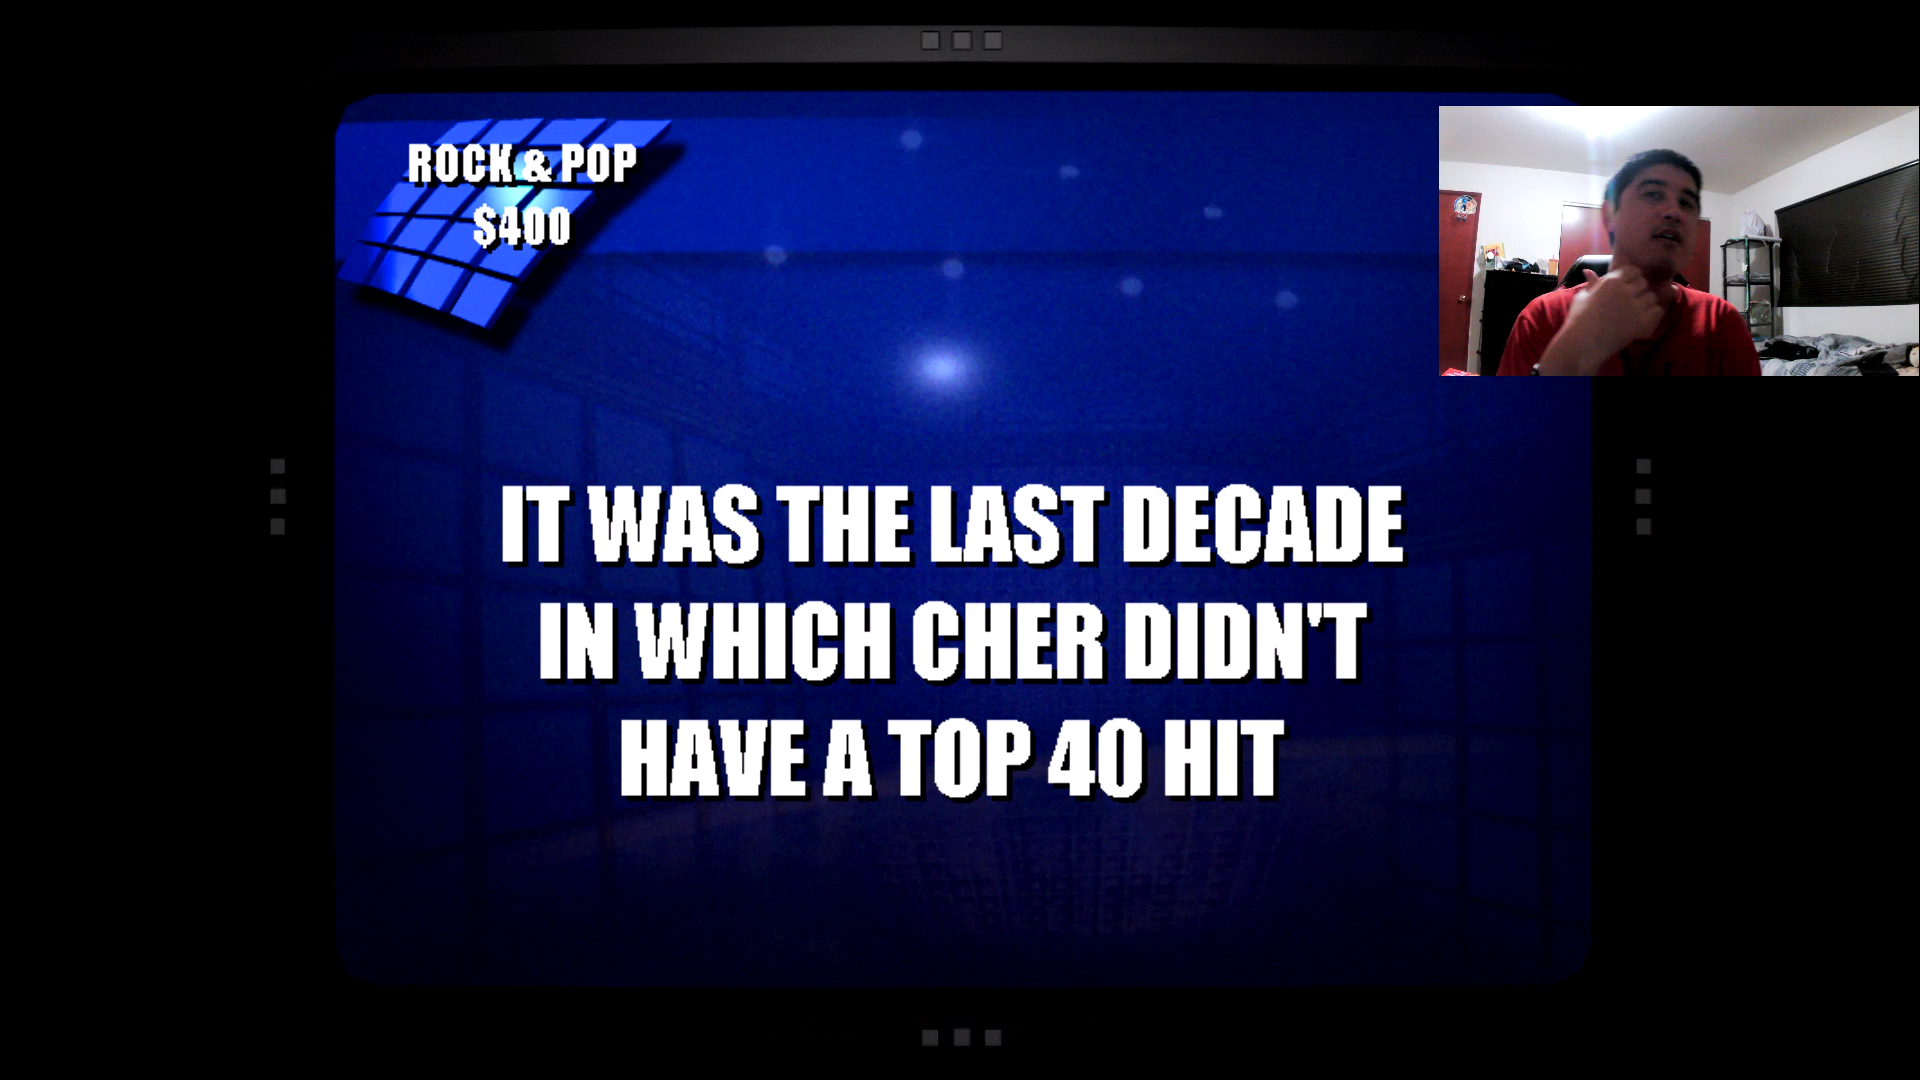 ROCK & POP
$400
IT WAS THE LAST DECADE
IN WHICH CHER DIDN'T
HAVE A TOP 40 HIT